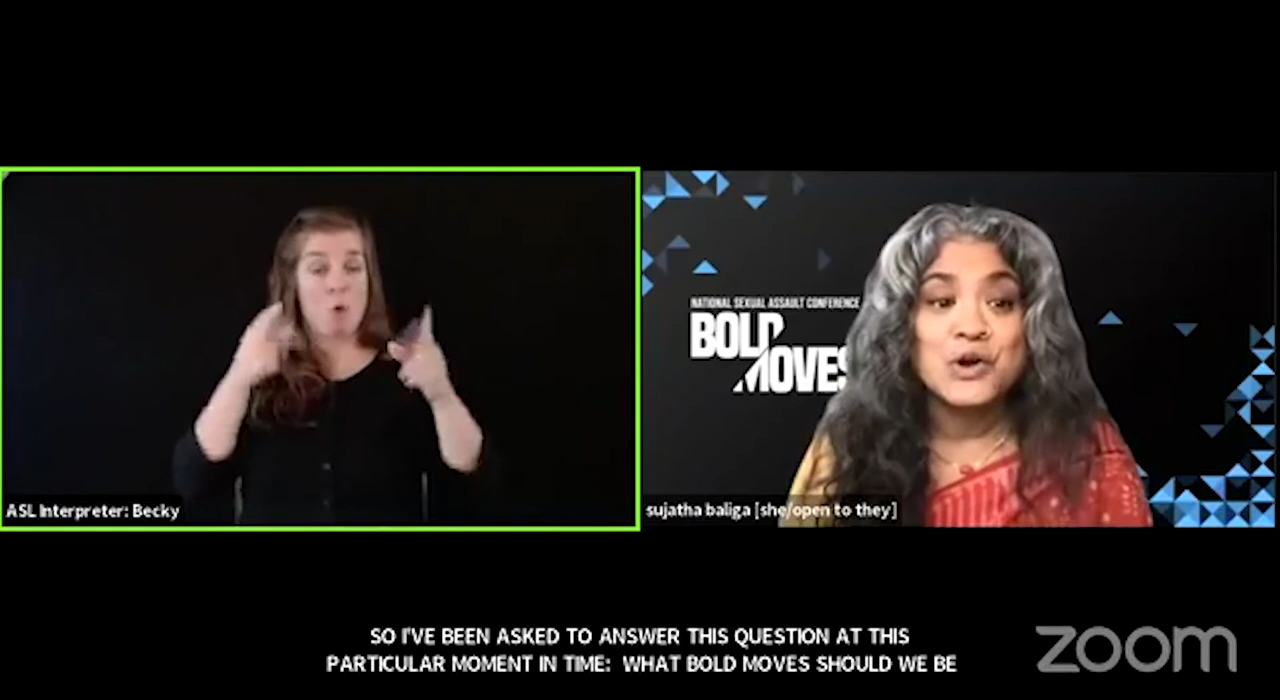 NATIONAL SEXUAL ASSAULT CONFERENCE
BOLD
MOVES
ASL Interpreter: Becky
sujatha baliga [she/open to they]
SO I'VE BEEN ASKED TO ANSWER THIS QUESTION AT THIS
PARTICULAR MOMENT IN TIME:  WHAT BOLD MOVES SHOULD WE BE
zoom